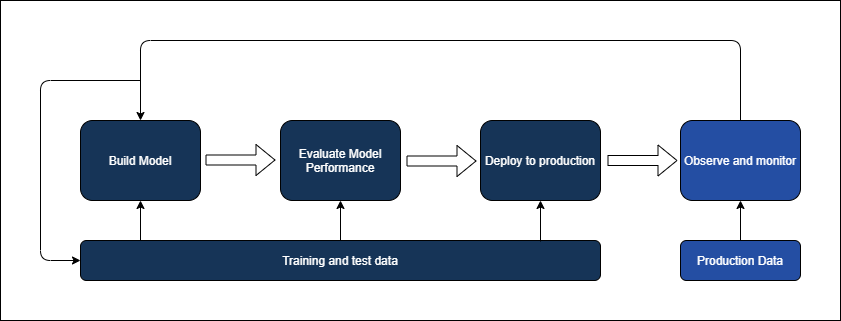 Build Model
Evaluate Model
Performance
Deploy to production
Observe and monitor
Training and test data
Production Data